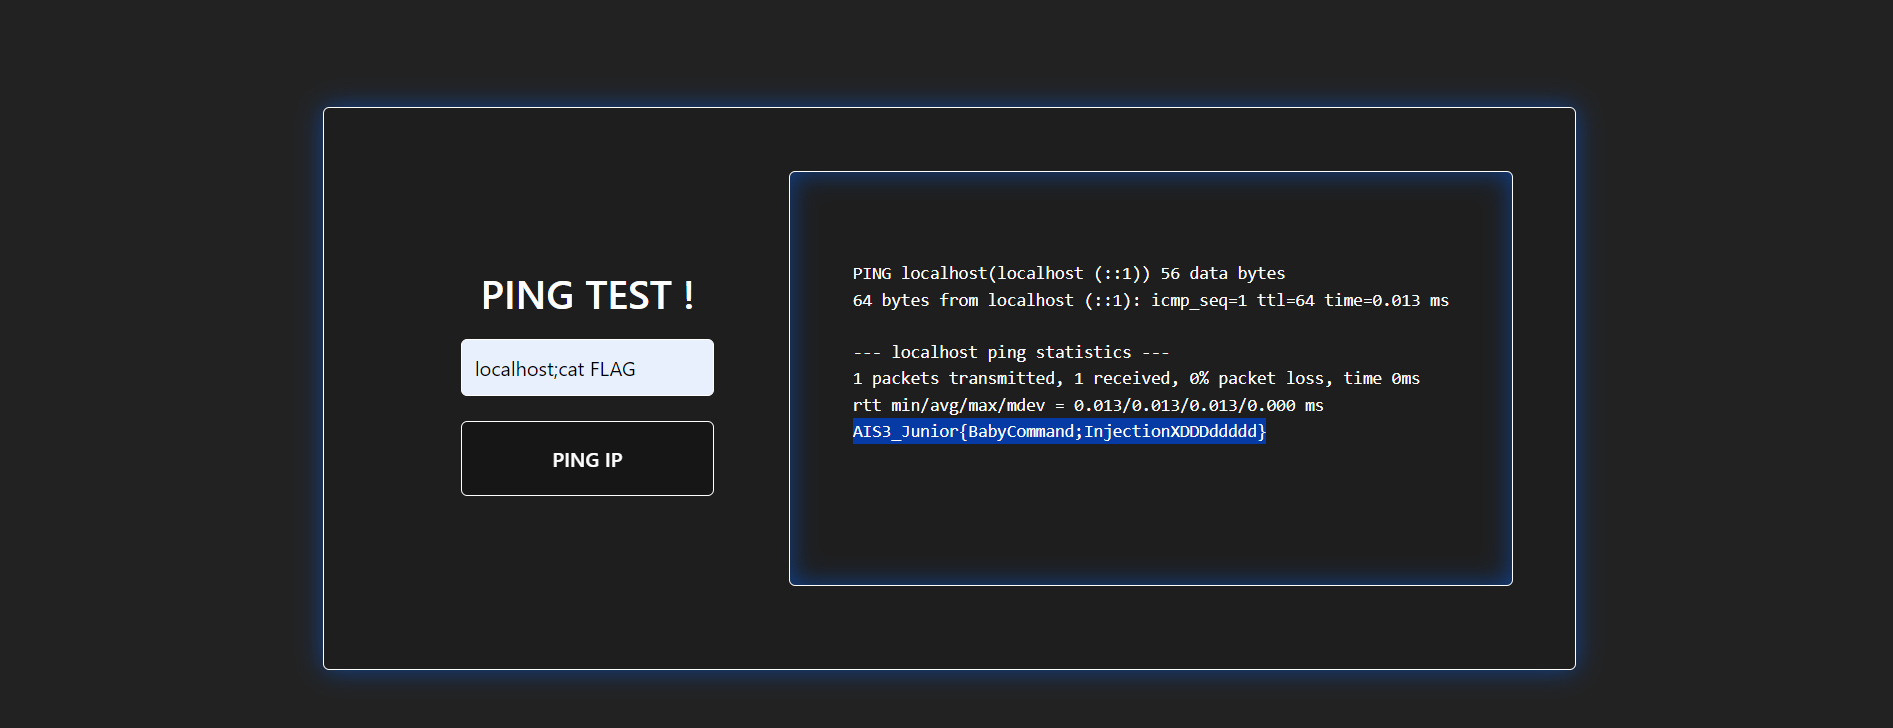 PING TEST !
localhost;cat FLAG
PING IP
PING localhost(localhost (::1)) 56 data bytes
64 bytes from localhost (::1): icmp_seq=1 ttl=64 time=0.013 ms
--- localhost ping statistics ---
1 packets transmitted, 1 received, 0% packet loss, time 0ms
rtt min/avg/max/mdev = 0.013/0.013/0.013/0.000 ms
AIS3_Junior{BabyCommand;InjectionXDDDddddd}